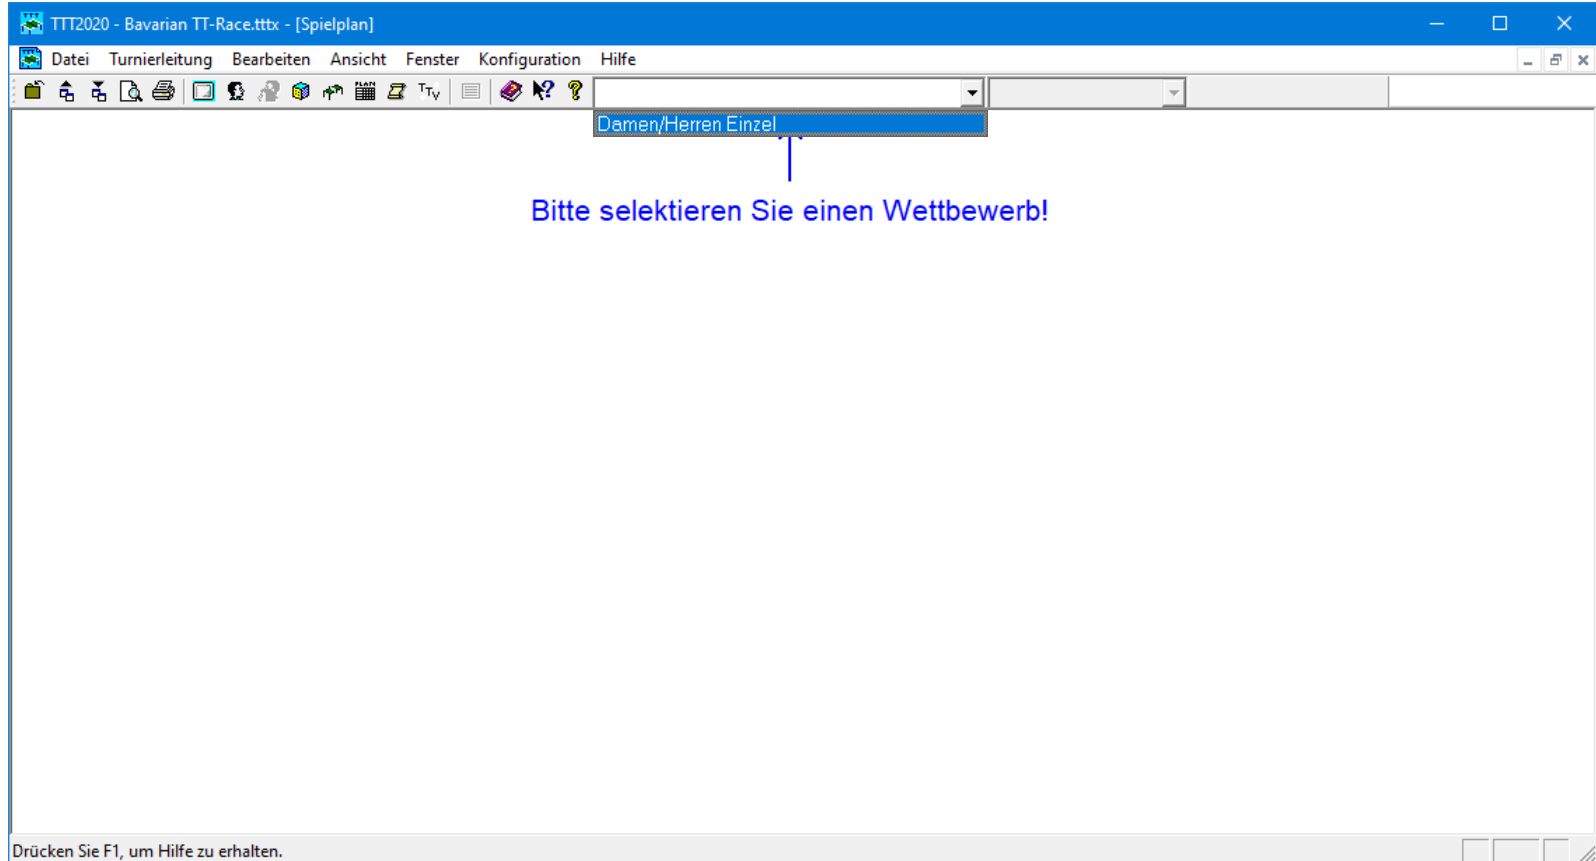 TTT2020 - Bavarian TT-Race.tttx - [Spielplan]
Datei Turnierleitung Bearbeiten Ansicht Fenster Konfiguration Hilfe
Damen/Herren Einzel
Bitte selektieren Sie einen Wettbewerb!
Drücken Sie F1, um Hilfe zu erhalten.